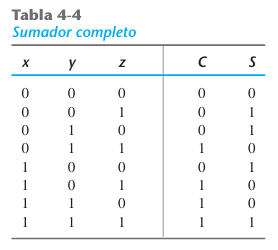 Tabla 4-4
Sumador completo
x y z C S
0 0 0 0 0
0 0 1 0 1
0 1 0 0 1
0 1 1 1 0
1 0 0 0 1
1 0 1 1 0
1 1 0 1 0
1 1 1 1 1